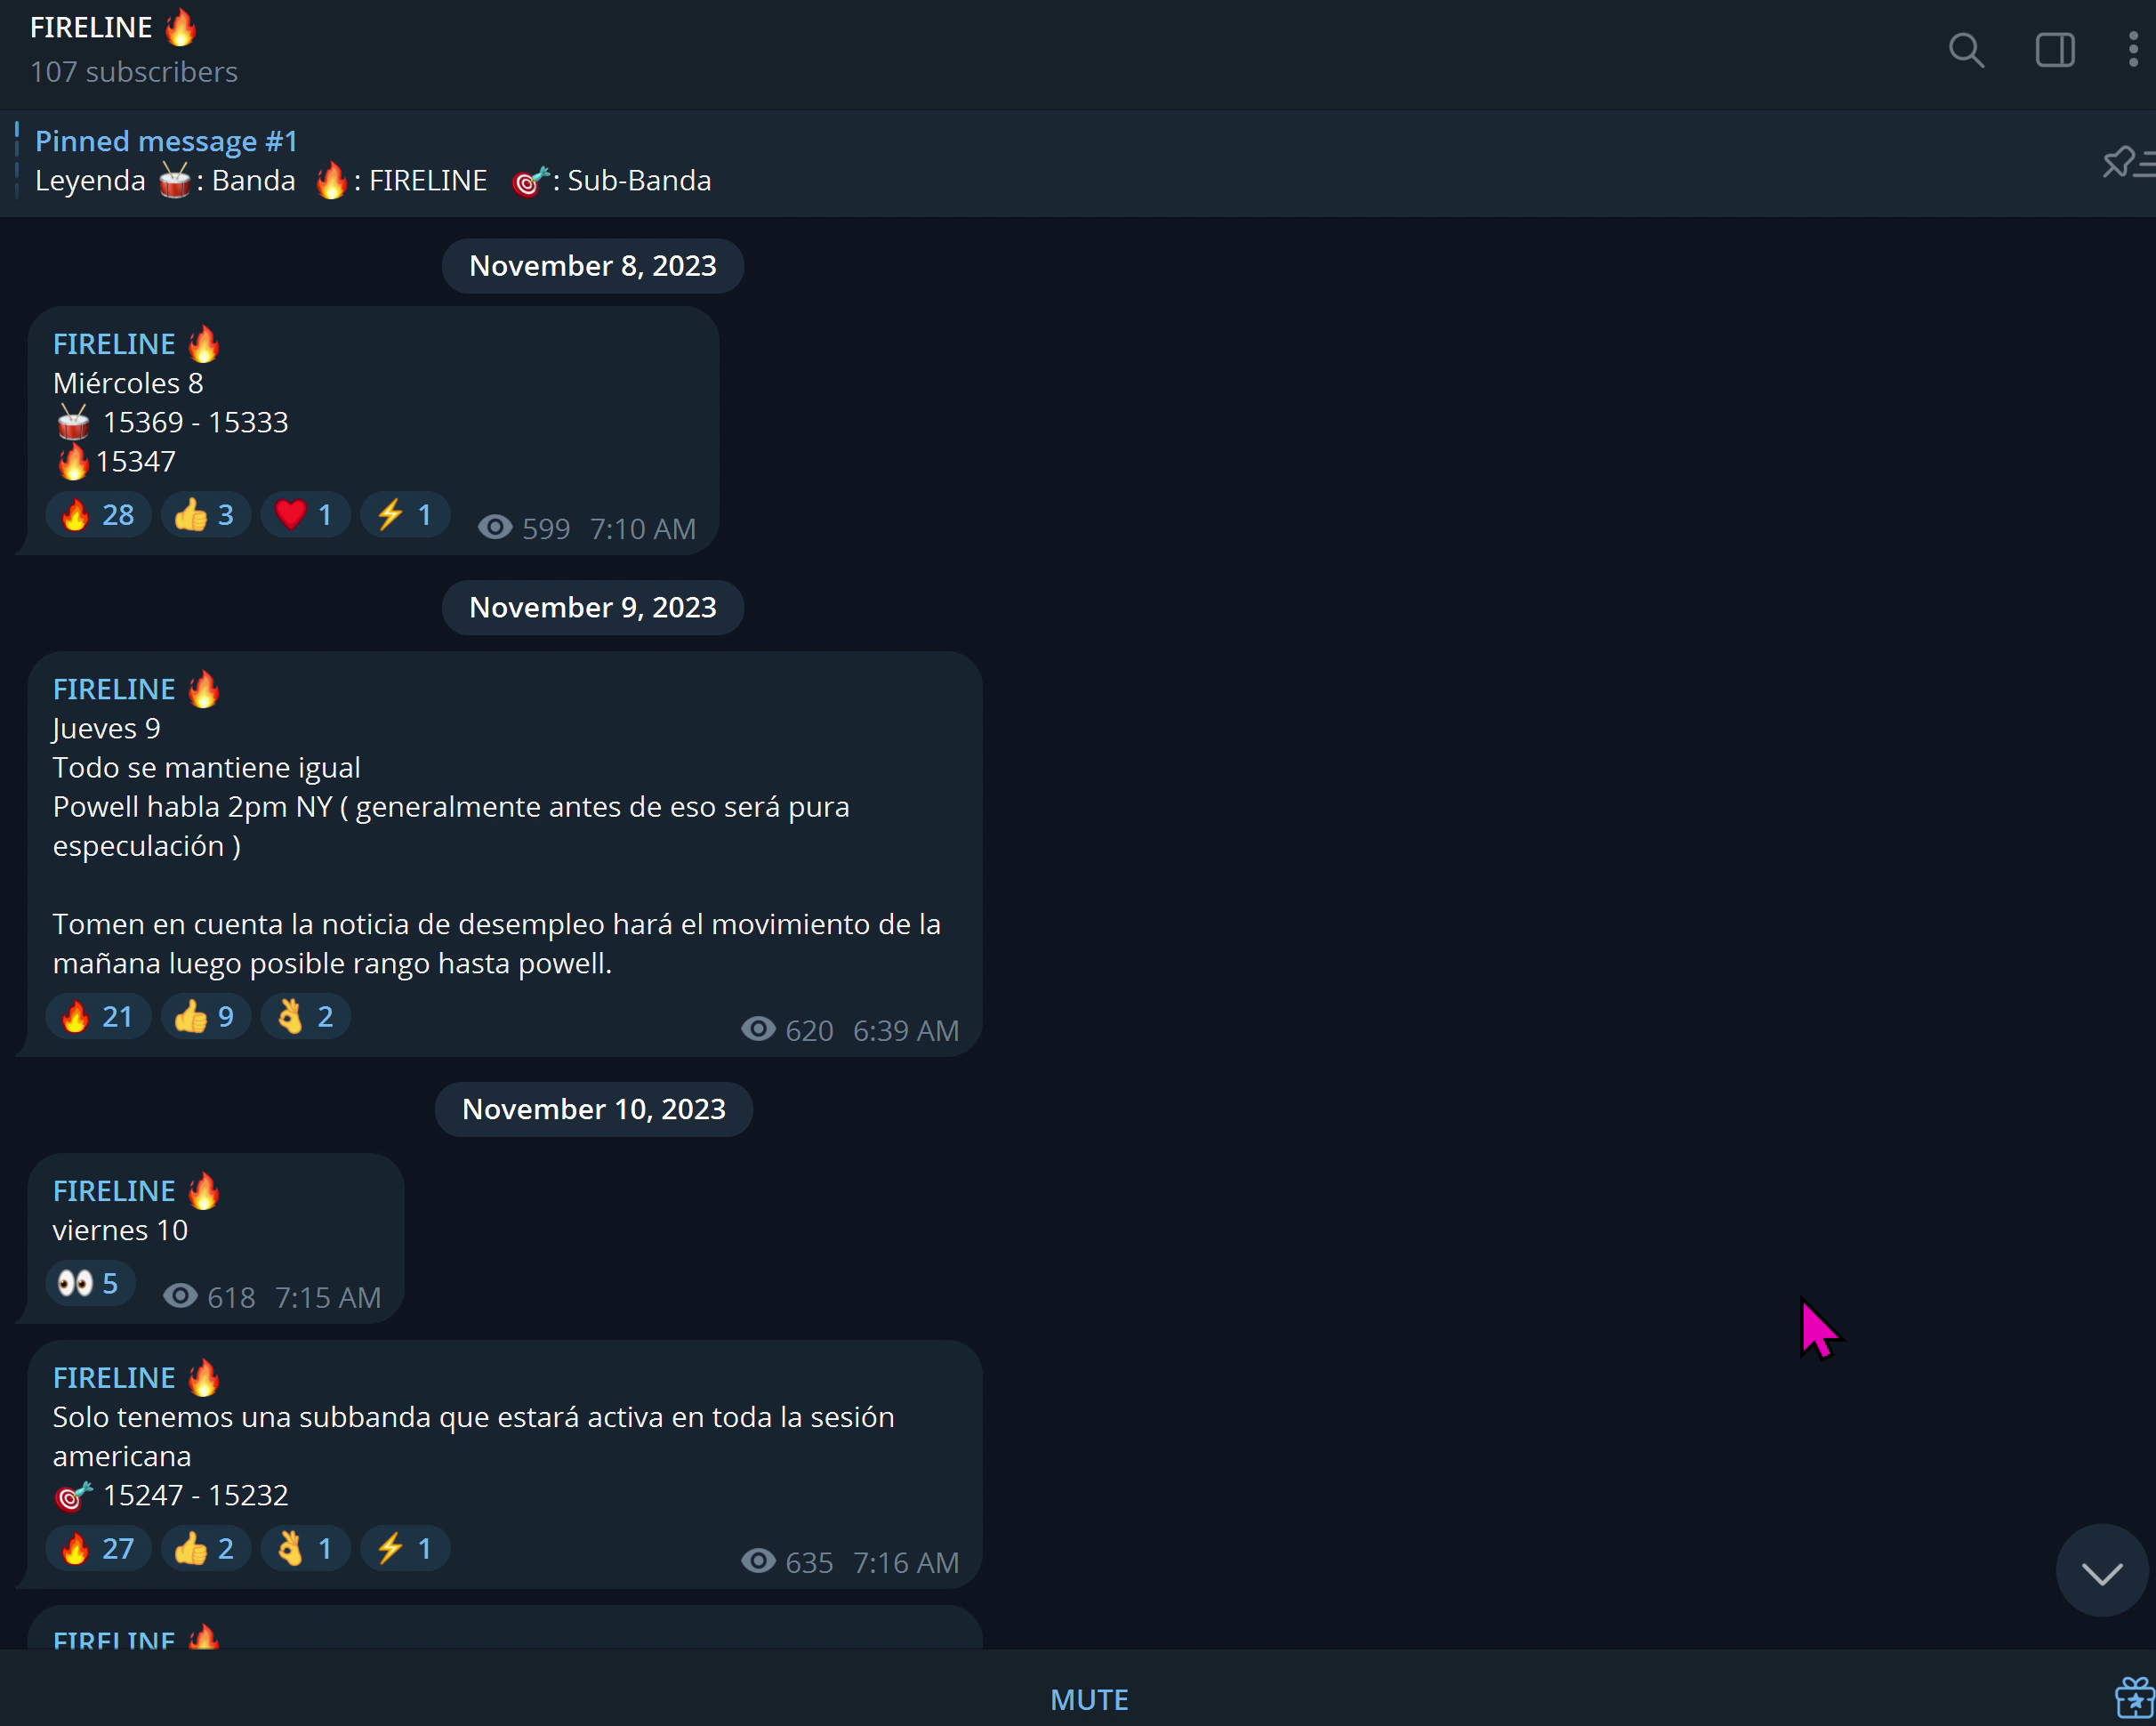 FIRELINE 🔥
107 subscribers
Pinned message #1
Leyenda 🥁: Banda 🔥: FIRELINE 🎯: Sub-Banda
November 8, 2023
FIRELINE 🔥
Miércoles 8
🥁 15369 - 15333
🔥15347
🔥 28 👍 3 ❤️ 1 ⚡ 1 599 7:10 AM
November 9, 2023
FIRELINE 🔥
Jueves 9
Todo se mantiene igual
Powell habla 2pm NY ( generalmente antes de eso será pura
especulación )
Tomen en cuenta la noticia de desempleo hará el movimiento de la
mañana luego posible rango hasta powell.
🔥 21 👍 9 👌 2 620 6:39 AM
November 10, 2023
FIRELINE 🔥
viernes 10
👀 5 618 7:15 AM
FIRELINE 🔥
Solo tenemos una subbanda que estará activa en toda la sesión
americana
🎯 15247 - 15232
🔥 27 👍 2 👌 1 ⚡ 1 635 7:16 AM
FIRELINE 🔥
MUTE